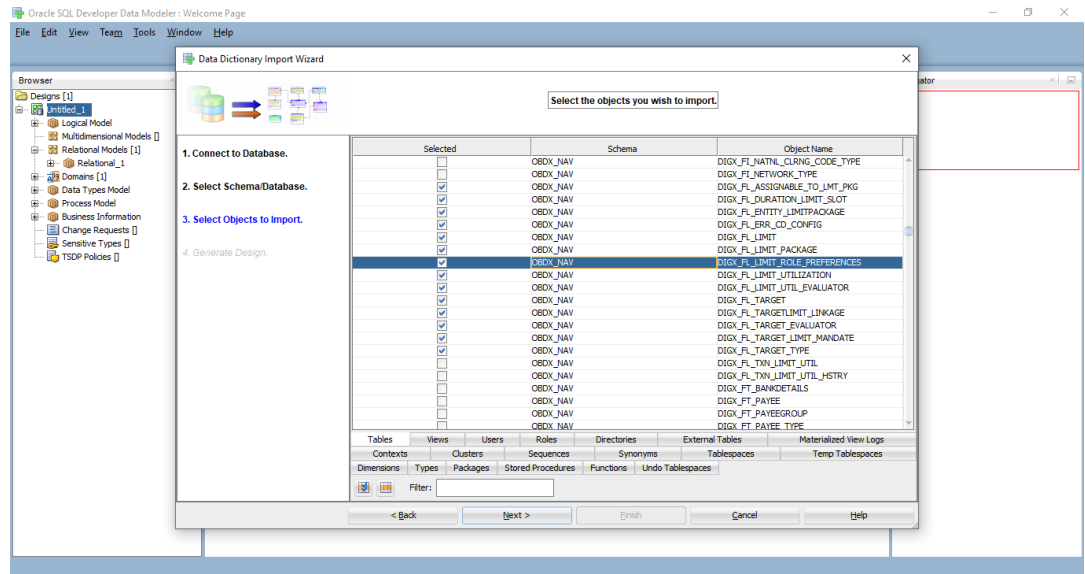 Oracle SQL Developer Data Modeler : Welcome Page
File Edit View Team Tools Window Help
Data Dictionary Import Wizard
Browser
Designs [1]
Untitled_1
Logical Model
Multidimensional Models []
Relational Models [1]
Relational_1
Domains [1]
Data Types Model
Process Model
Business Information
Change Requests []
Sensitive Types []
TSDP Policies []
Select the objects you wish to import.
1. Connect to Database.
2. Select Schema/Database.
3. Select Objects to Import.
4. Generate Design.
Selected Schema Object Name
OBDX_NAV DIGX_FI_NATNL_CLRNG_CODE_TYPE
OBDX_NAV DIGX_FI_NETWORK_TYPE
OBDX_NAV DIGX_FL_ASSIGNABLE_TO_LMT_PKG
OBDX_NAV DIGX_FL_DURATION_LIMIT_SLOT
OBDX_NAV DIGX_FL_ENTITY_LIMITPACKAGE
OBDX_NAV DIGX_FL_ERR_CD_CONFIG
OBDX_NAV DIGX_FL_LIMIT
OBDX_NAV DIGX_FL_LIMIT_PACKAGE
OBDX_NAV DIGX_FL_LIMIT_ROLE_PREFERENCES
OBDX_NAV DIGX_FL_LIMIT_UTILIZATION
OBDX_NAV DIGX_FL_LIMIT_UTIL_EVALUATOR
OBDX_NAV DIGX_FL_TARGET
OBDX_NAV DIGX_FL_TARGETLIMIT_LINKAGE
OBDX_NAV DIGX_FL_TARGET_EVALUATOR
OBDX_NAV DIGX_FL_TARGET_LIMIT_MANDATE
OBDX_NAV DIGX_FL_TARGET_TYPE
OBDX_NAV DIGX_FL_TXN_LIMIT_UTIL
OBDX_NAV DIGX_FL_TXN_LIMIT_UTIL_HSTRY
OBDX_NAV DIGX_FT_BANKDETAILS
OBDX_NAV DIGX_FT_PAYEE
OBDX_NAV DIGX_FT_PAYEEGROUP
OBDX_NAV DIGX_FT_PAYEE_TYPE
Tables Views Users Roles Directories External Tables Materialized View Logs
Contexts Clusters Sequences Synonyms Tablespaces Temp Tablespaces
Dimensions Types Packages Stored Procedures Functions Undo Tablespaces
Filter:
< Back Next > Finish Cancel Help
ator